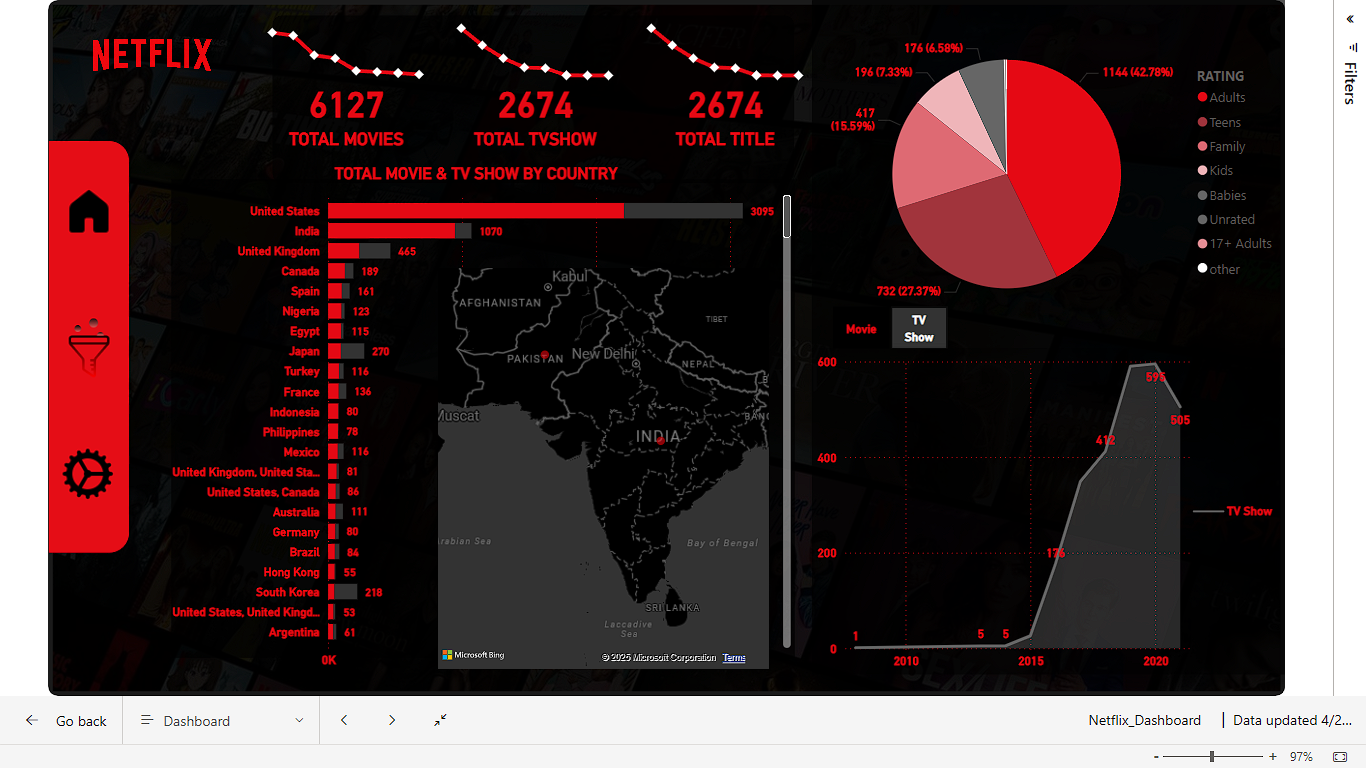 NETFLIX
6127
TOTAL MOVIES
2674
TOTAL TVSHOW
2674
TOTAL TITLE
TOTAL MOVIE & TV SHOW BY COUNTRY
United States 3095
India 1070
United Kingdom 465
Canada 189
Spain 161
Nigeria 123
Egypt 115
Japan 270
Turkey 116
France 136
Indonesia 80
Philippines 78
Mexico 116
United Kingdom, United Sta... 81
United States, Canada 86
Australia 111
Germany 80
Brazil 84
Hong Kong 55
South Korea 218
United States, United Kingd... 53
Argentina 61
0K
Kabul
AFGHANISTAN
TIBET
PAKISTAN
New Delhi
NEPAL
B
Muscat
BANG
INDIA
Arabian Sea
Bay of Bengal
SRI LANKA
Laccadive
Sea
Microsoft Bing
© 2025 Microsoft Corporation Terms
176 (6.58%)
196 (7.33%)
417
(15.59%)
1144 (42.78%)
732 (27.37%)
RATING
Adults
Teens
Family
Kids
Babies
Unrated
17+ Adults
other
Movie
TV
Show
600
400
200
0
1
5
5
176
412
595
505
2010
2015
2020
TV Show
Filters
Go back
Dashboard
Netflix_Dashboard
Data updated 4/2...
- + 97%